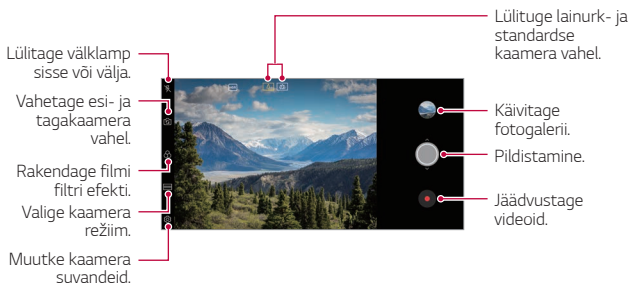 Lülitage välklamp
sisse või välja.
Vahetage esi- ja
tagakaamera
vahel.
Rakendage filmi
filtri efekti.
Valige kaamera
režiim.
Muutke kaamera
suvandeid.
Lülituge lainurk- ja
standardse
kaamera vahel.
Käivitage
fotogalerii.
Pildistamine.
Jäädvustage
videoid.